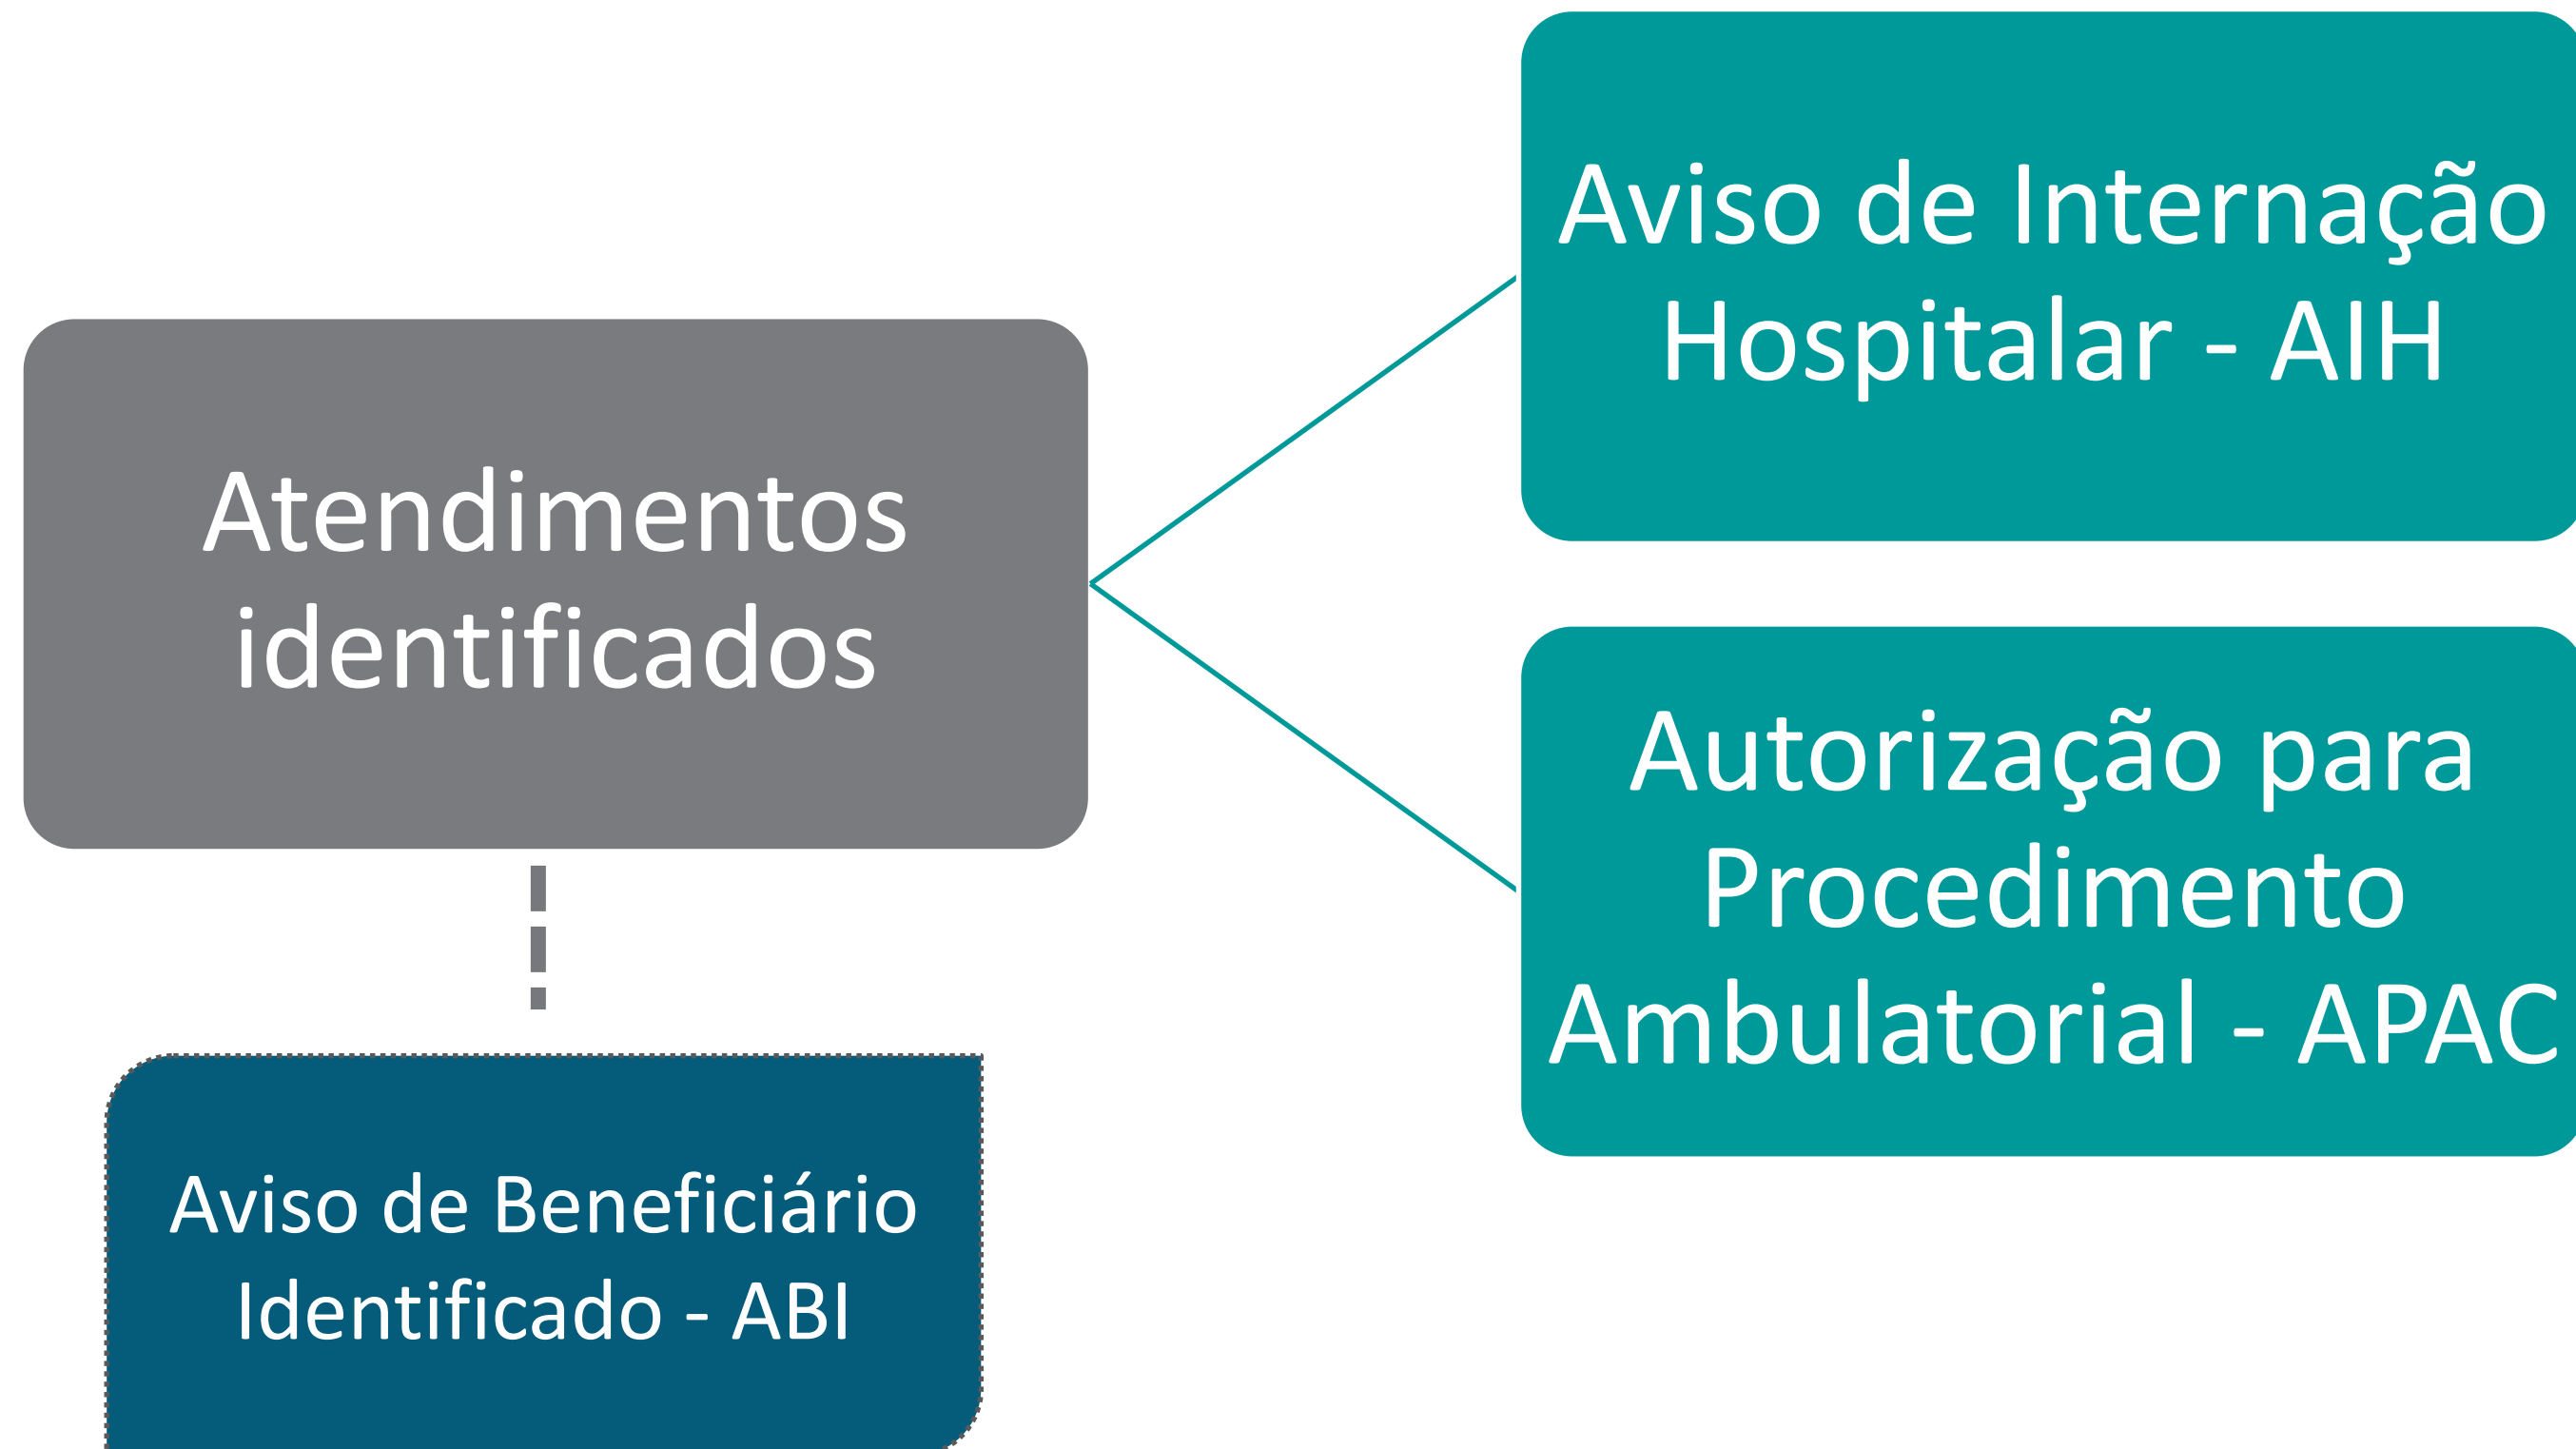 Atendimentos
identificados
Aviso de Internação
Hospitalar - AIH
Autorização para
Procedimento
Ambulatorial - APAC
Aviso de Beneficiário
Identificado - ABI